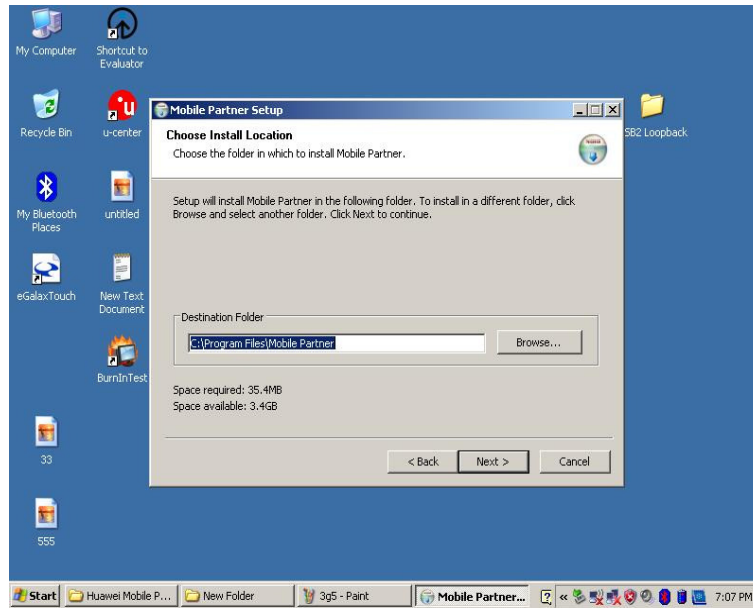 My Computer
Shortcut to
Evaluator
Recycle Bin
u-center
SB2 Loopback
My Bluetooth
Places
untitled
eGalaxTouch
New Text
Document
BurnInTest
33
555
Mobile Partner Setup
Choose Install Location
Choose the folder in which to install Mobile Partner.
Setup will install Mobile Partner in the following folder. To install in a different folder, click
Browse and select another folder. Click Next to continue.
Destination Folder
C:\Program Files\Mobile Partner
Browse...
Space required: 35.4MB
Space available: 3.4GB
< Back
Next >
Cancel
Start
Huawei Mobile P...
New Folder
3g5 - Paint
Mobile Partner...
7:07 PM